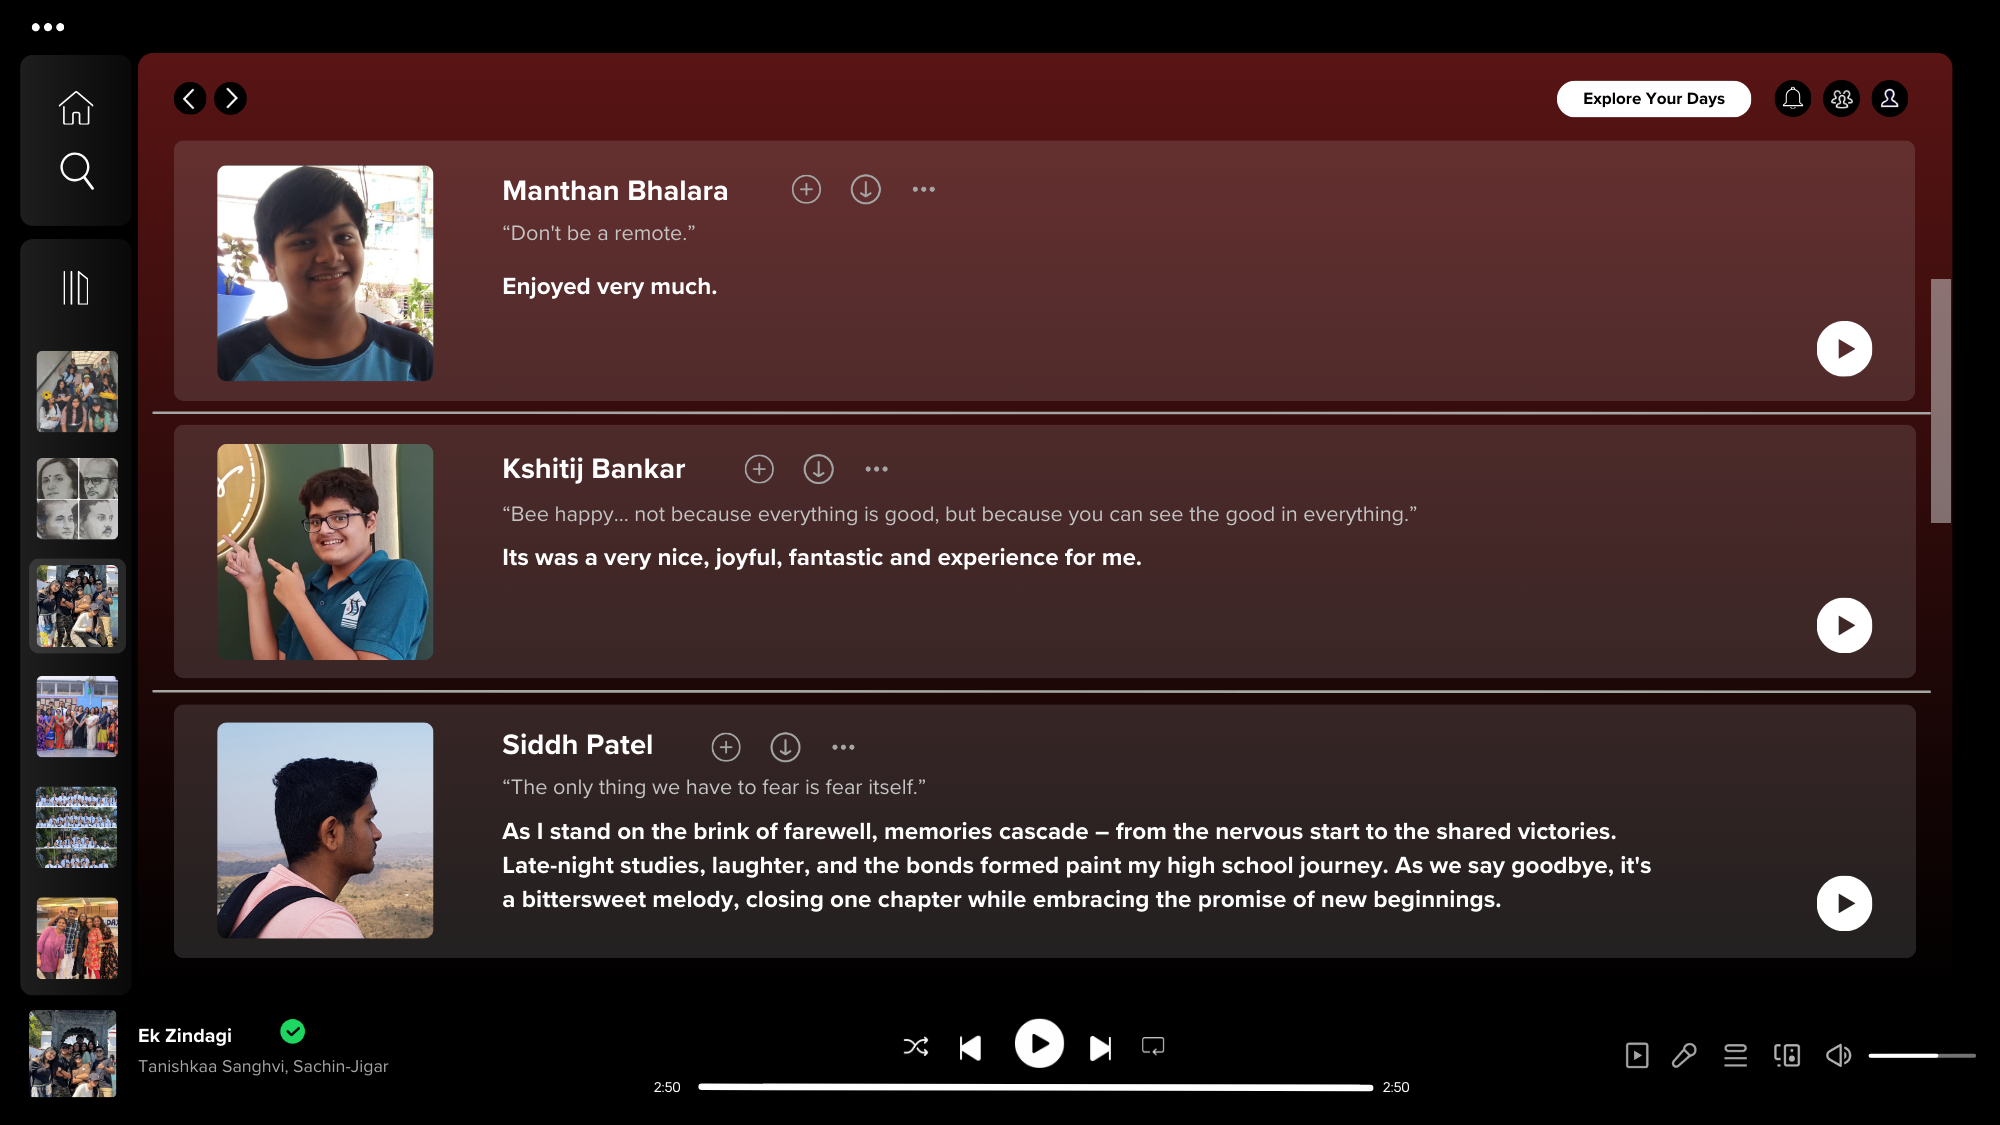 Explore Your Days
Manthan Bhalara
“Don't be a remote.”
Enjoyed very much.
Kshitij Bankar
“Bee happy... not because everything is good, but because you can see the good in everything.”
Its was a very nice, joyful, fantastic and experience for me.
Siddh Patel
“The only thing we have to fear is fear itself.”
As I stand on the brink of farewell, memories cascade – from the nervous start to the shared victories.
Late-night studies, laughter, and the bonds formed paint my high school journey. As we say goodbye, it's
a bittersweet melody, closing one chapter while embracing the promise of new beginnings.
Ek Zindagi
Tanishkaa Sanghvi, Sachin-Jigar
2:50
2:50